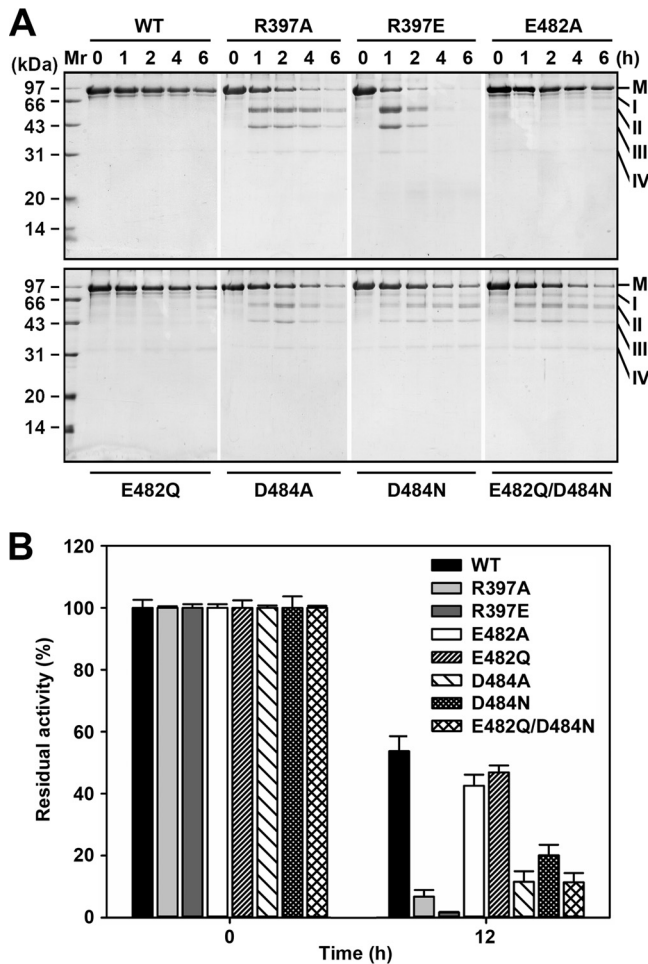 A
WT R397A R397E E482A
(kDa) Mr 0 1 2 4 6 0 1 2 4 6 0 1 2 4 6 0 1 2 4 6 (h)
97 M
66 I
43 II
31 III
20 IV
14
97 M
66 I
43 II
31 III
20 IV
14
E482Q D484A D484N E482Q/D484N
B
120
100
80
60
40
20
0
Residual activity (%)
WT
R397A
R397E
E482A
E482Q
D484A
D484N
E482Q/D484N
0 12
Time (h)